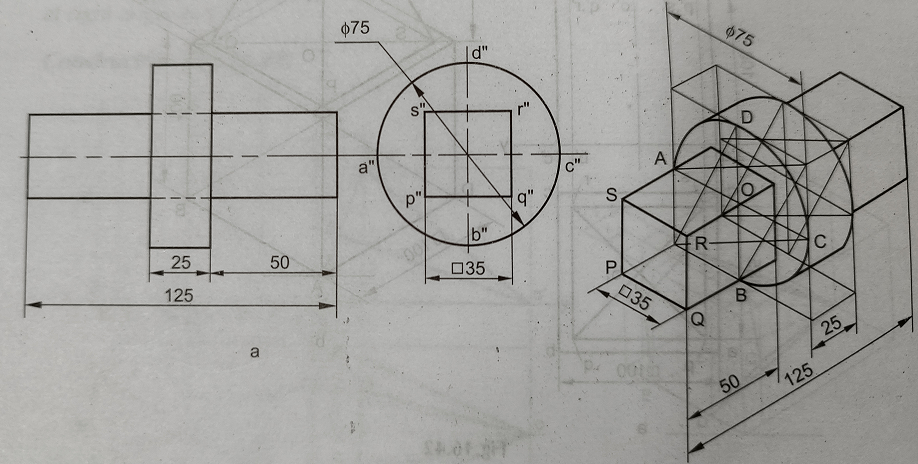 ϕ75
d"
s"
r"
a"
c"
p"
q"
b"
25
50
□35
125
a
ϕ75
D
A
S
O
R
C
P
B
□35
Q
25
50
125